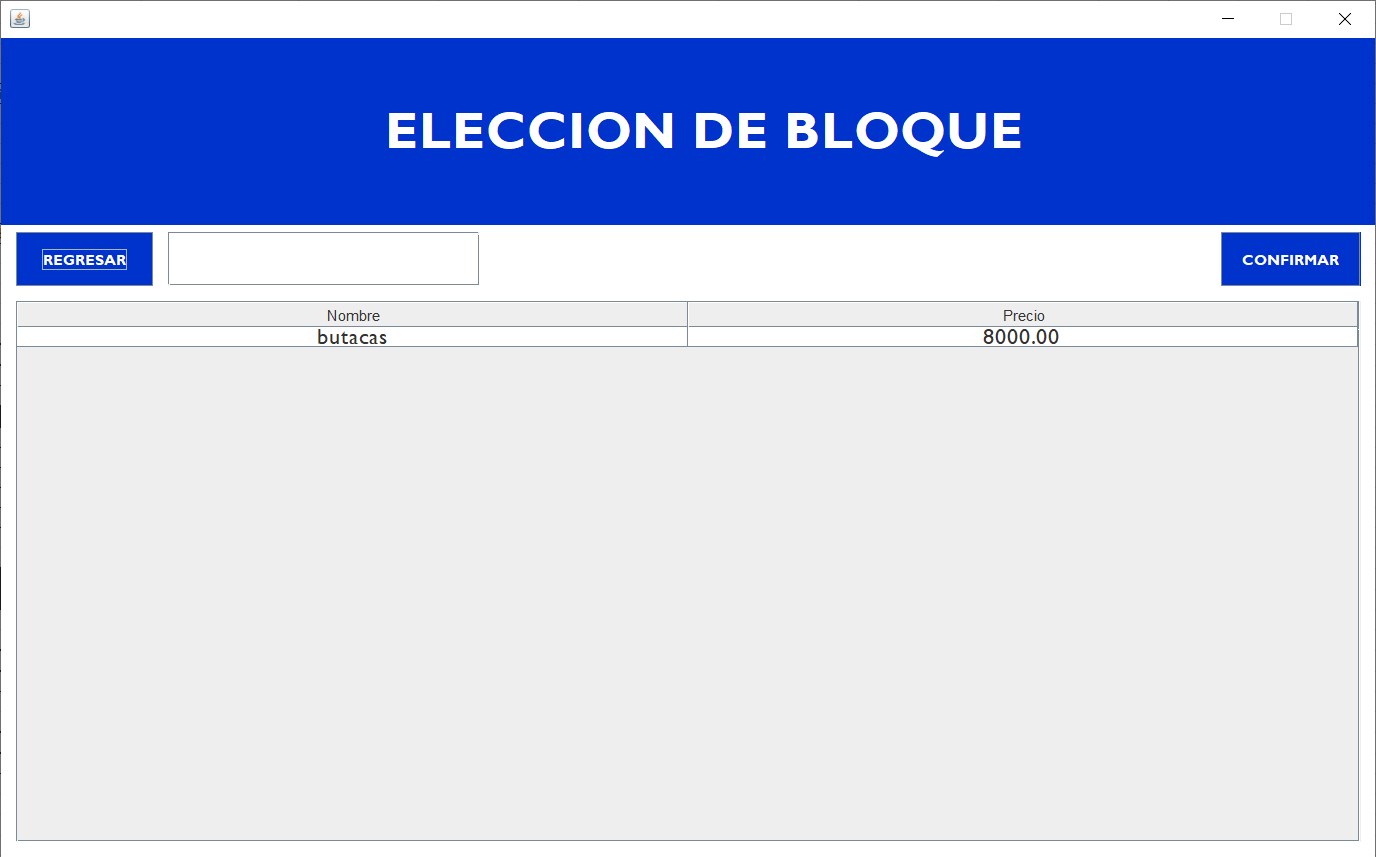 ELECCION DE BLOQUE
REGRESAR
CONFIRMAR
Nombre Precio
butacas 8000.00